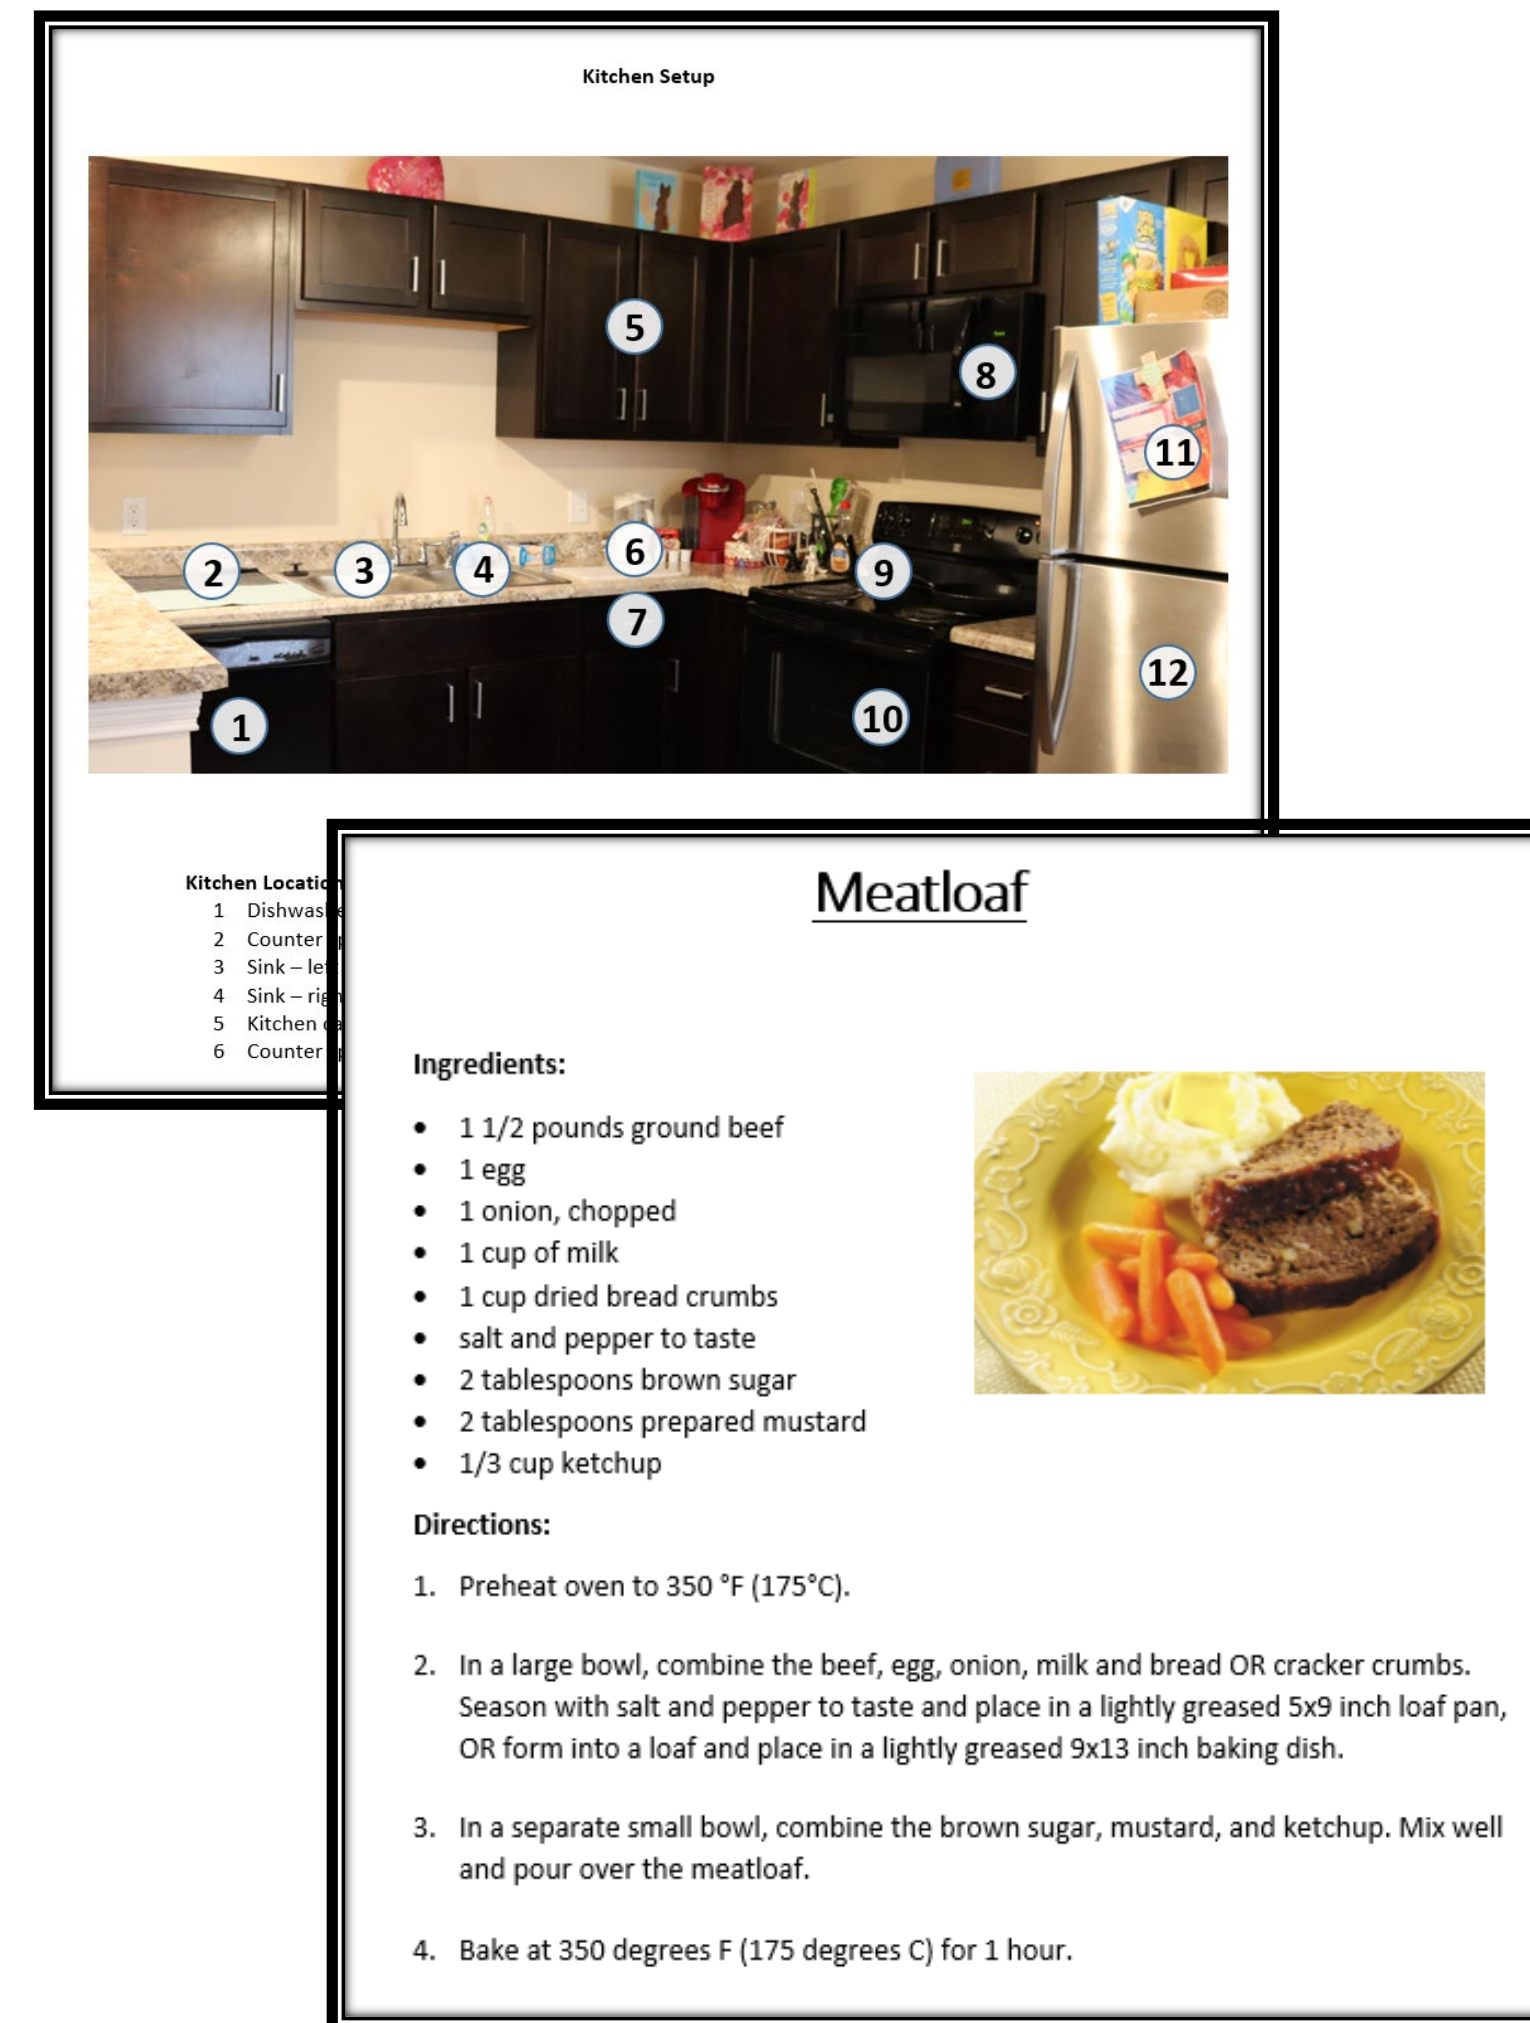 Kitchen Setup
5
8
11
2
3
4
6
9
7
12
1
10
Kitchen
1 Dishwashe
2 Counter
3 Sink – left
4 Sink – righ
5 Kitchen
6 Counter
Meatloaf
Ingredients:
• 1 1/2 pounds ground beef
• 1 egg
• 1 onion, chopped
• 1 cup of milk
• 1 cup dried bread crumbs
• salt and pepper to taste
• 2 tablespoons brown sugar
• 2 tablespoons prepared mustard
• 1/3 cup ketchup
Directions:
1. Preheat oven to 350 °F (175°C).
2. In a large bowl, combine the beef, egg, onion, milk and bread OR cracker crumbs.
Season with salt and pepper to taste and place in a lightly greased 5x9 inch loaf pan,
OR form into a loaf and place in a lightly greased 9x13 inch baking dish.
3. In a separate small bowl, combine the brown sugar, mustard, and ketchup. Mix well
and pour over the meatloaf.
4. Bake at 350 degrees F (175 degrees C) for 1 hour.